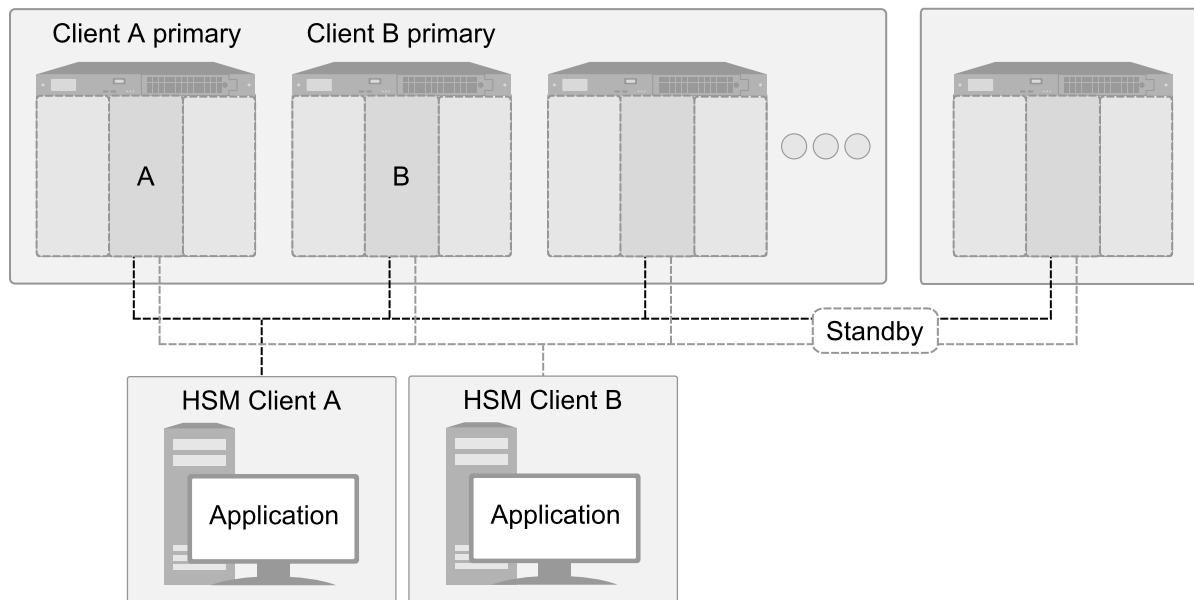 Client A primary
Client B primary
A
B
Standby
HSM Client A
HSM Client B
Application
Application